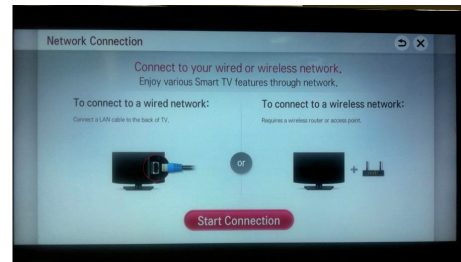 Network Connection
Connect to your wired or wireless network.
Enjoy various Smart TV features through network.
To connect to a wired network:
Connect a LAN cable to the back of TV.
or
To connect to a wireless network:
Requires a wireless router or access point.
+
Start Connection